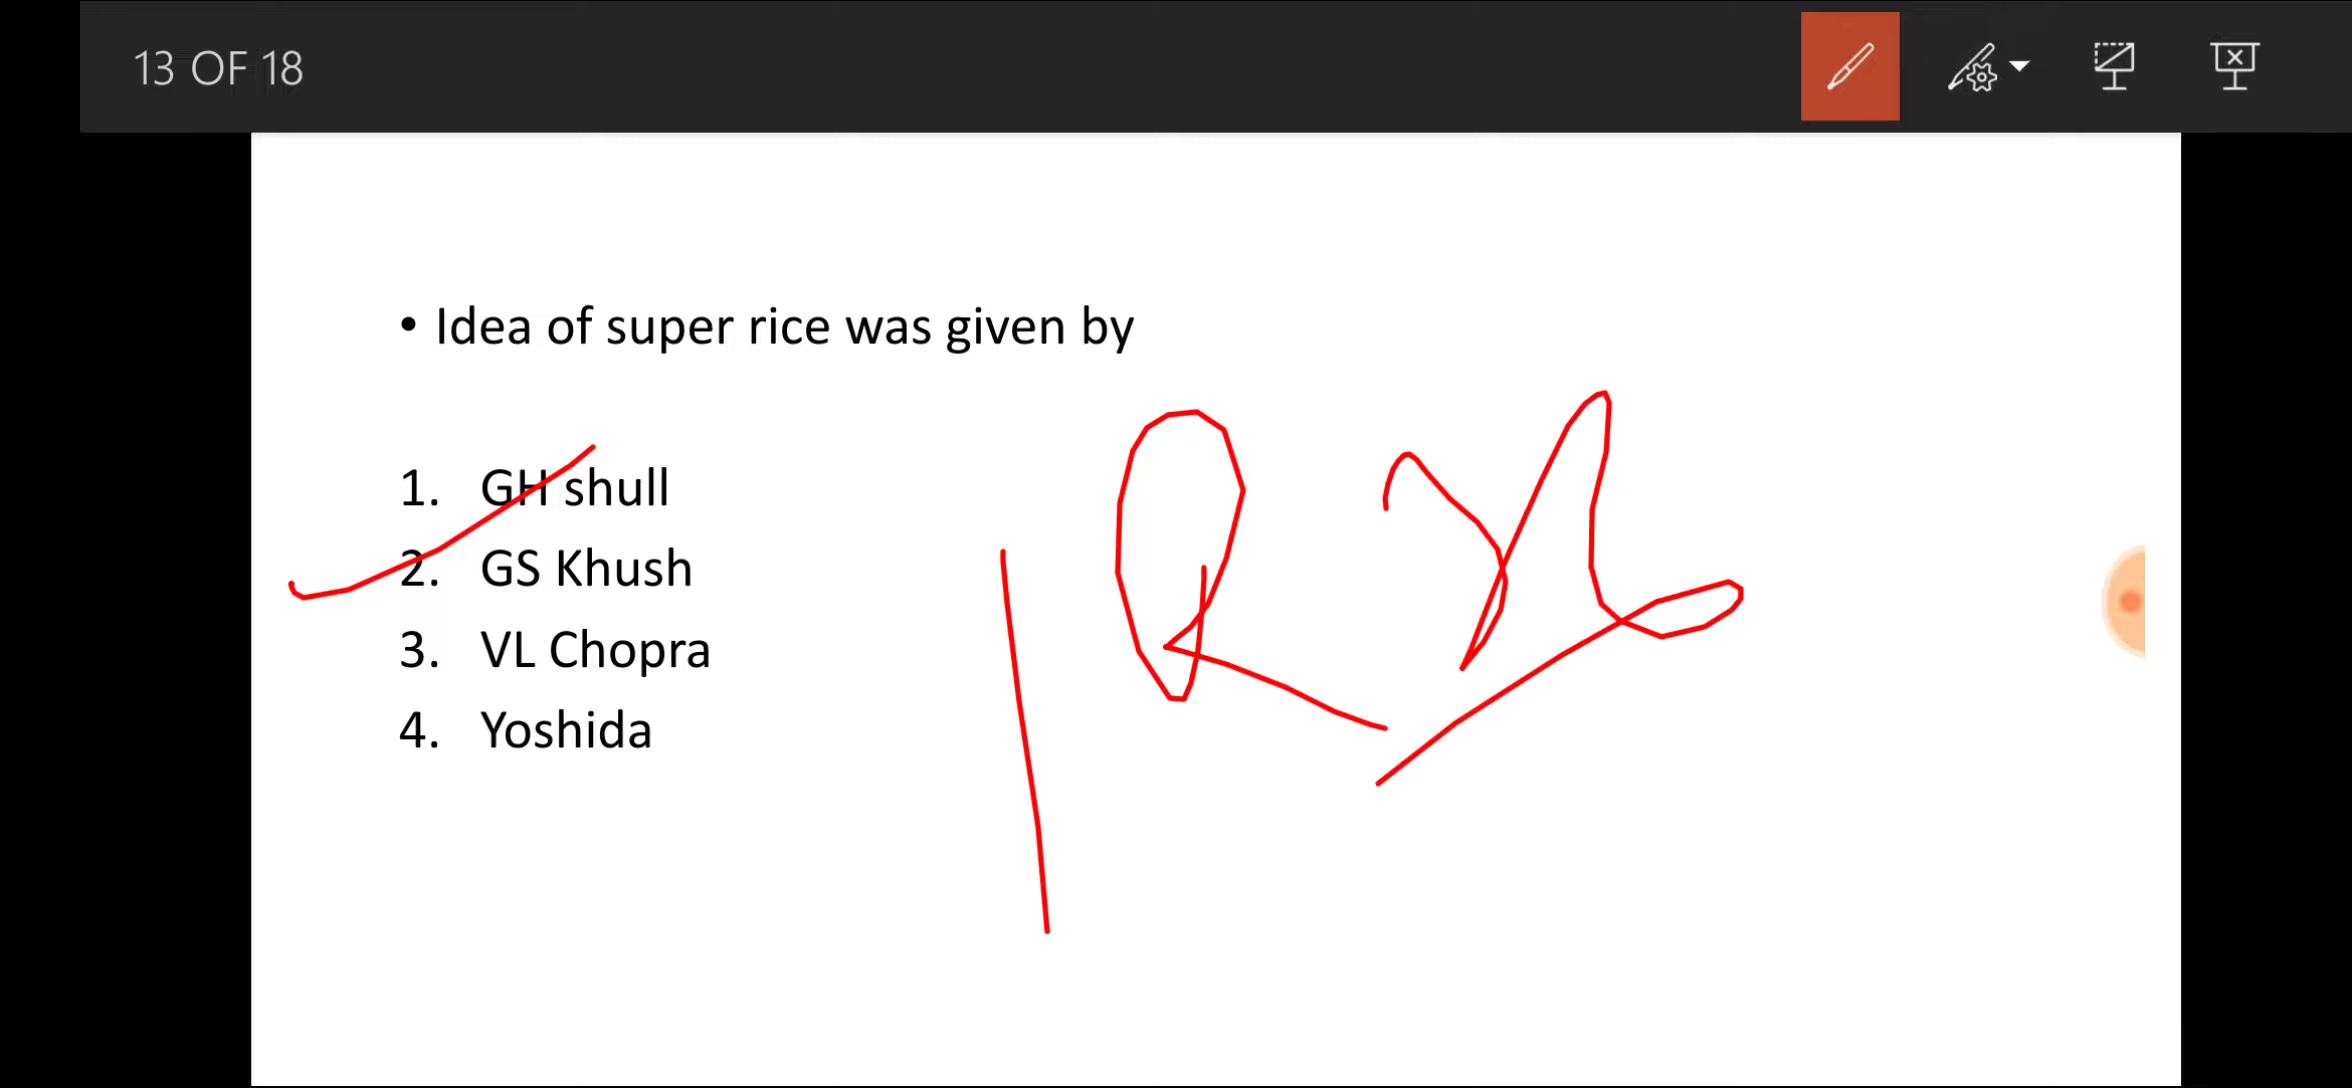 13 OF 18
• Idea of super rice was given by
1. GH shull
2. GS Khush
3. VL Chopra
4. Yoshida